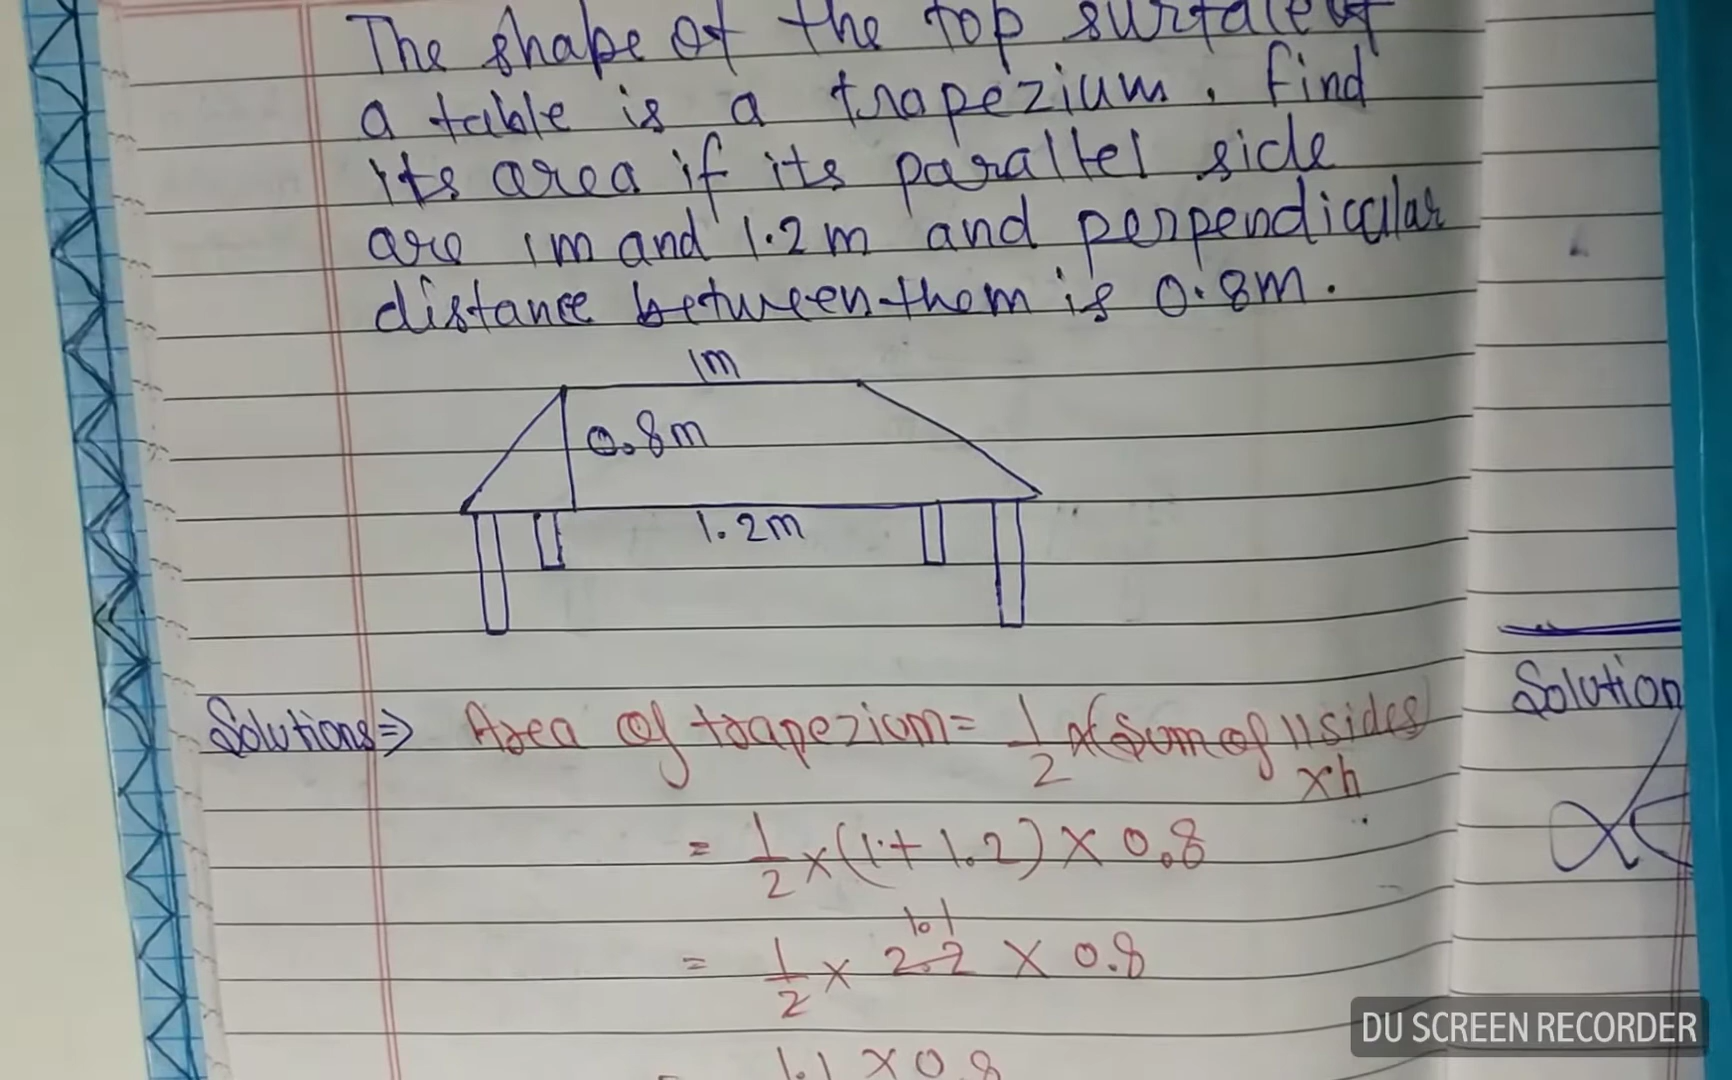 The shape of the top surface of
a table is a trapezium. Find
its area if its parallel side
are 1m and 1.2m and perpendicular
distance between them is 0.8m.
1m
0.8m
1.2m
Solutions⇒ Area of trapezium = 1/2 x (Sum of || sides
x h
= 1/2 x (1 + 1.2) x 0.8
1.1
= 1/2 x 2.2 x 0.8
1.1 x 0.8
Solution
DU SCREEN RECORDER